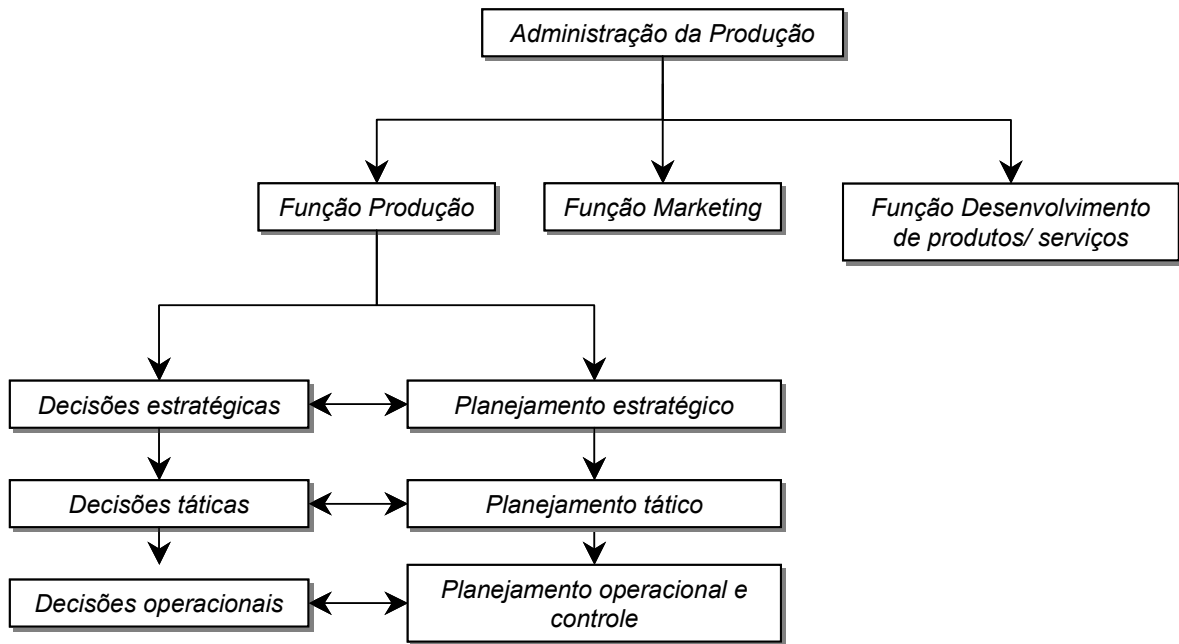 Administração da Produção
Função Produção
Função Marketing
Função Desenvolvimento
de produtos/ serviços
Decisões estratégicas
Planejamento estratégico
Decisões táticas
Planejamento tático
Decisões operacionais
Planejamento operacional e
controle